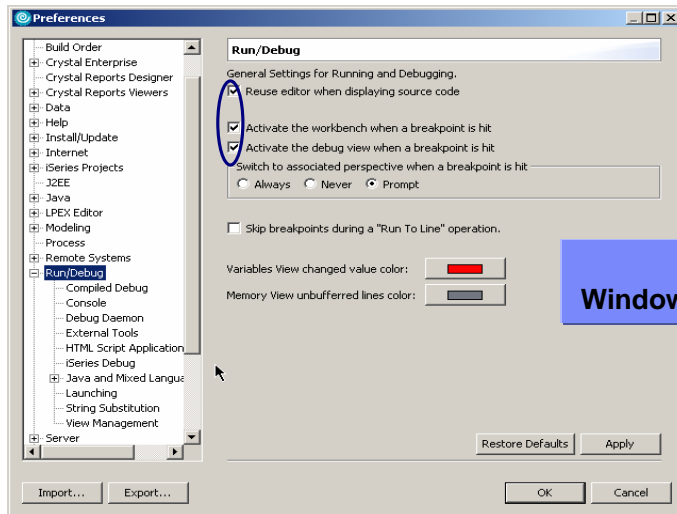 Preferences
Build Order
Crystal Enterprise
Crystal Reports Designer
Crystal Reports Viewers
Data
Help
Install/Update
Internet
iSeries Projects
J2EE
Java
LPEX Editor
Modeling
Process
Remote Systems
Run/Debug
Compiled Debug
Console
Debug Daemon
External Tools
HTML Script Application
iSeries Debug
Java and Mixed Langua
Launching
String Substitution
View Management
Server
Import...
Export...
Run/Debug
General Settings for Running and Debugging.
Reuse editor when displaying source code
Activate the workbench when a breakpoint is hit
Activate the debug view when a breakpoint is hit
Switch to associated perspective when a breakpoint is hit
Always Never Prompt
Skip breakpoints during a "Run To Line" operation.
Variables View changed value color:
Memory View unbufferred lines color:
Window
Restore Defaults
Apply
OK
Cancel